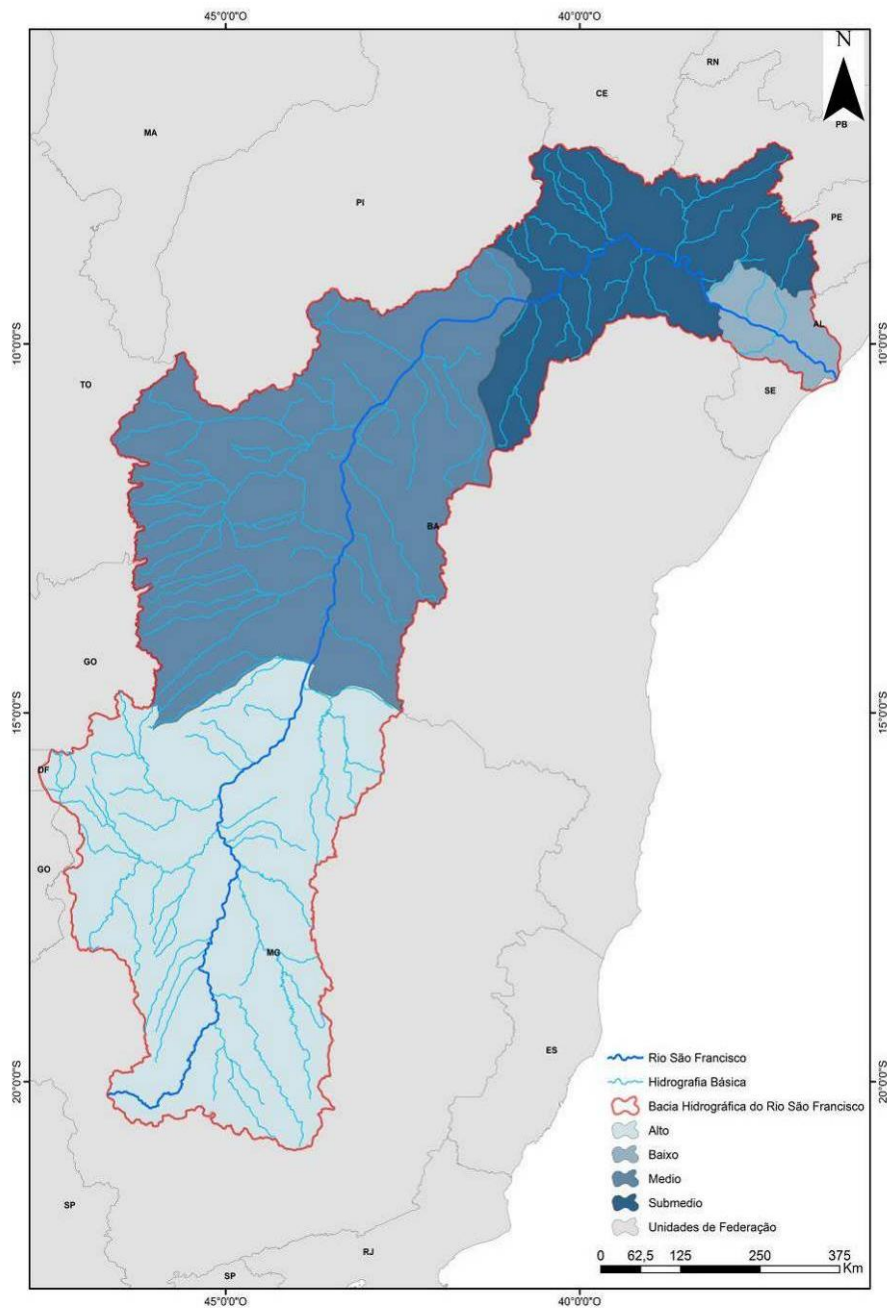 45°0'0"O
40°0'0"O
N
RN
CE
PB
MA
PI
PE
10°0'0"S
10°0'0"S
AL
TO
SE
BA
GO
15°0'0"S
15°0'0"S
DF
GO
MG
ES
Rio São Francisco
Hidrografia Básica
20°0'0"S
20°0'0"S
Bacia Hidrográfica do Rio São Francisco
Alto
Baixo
Medio
Submedio
SP
Unidades de Federação
RJ
0 62,5 125 250 375
Km
SP
45°0'0"O
40°0'0"O